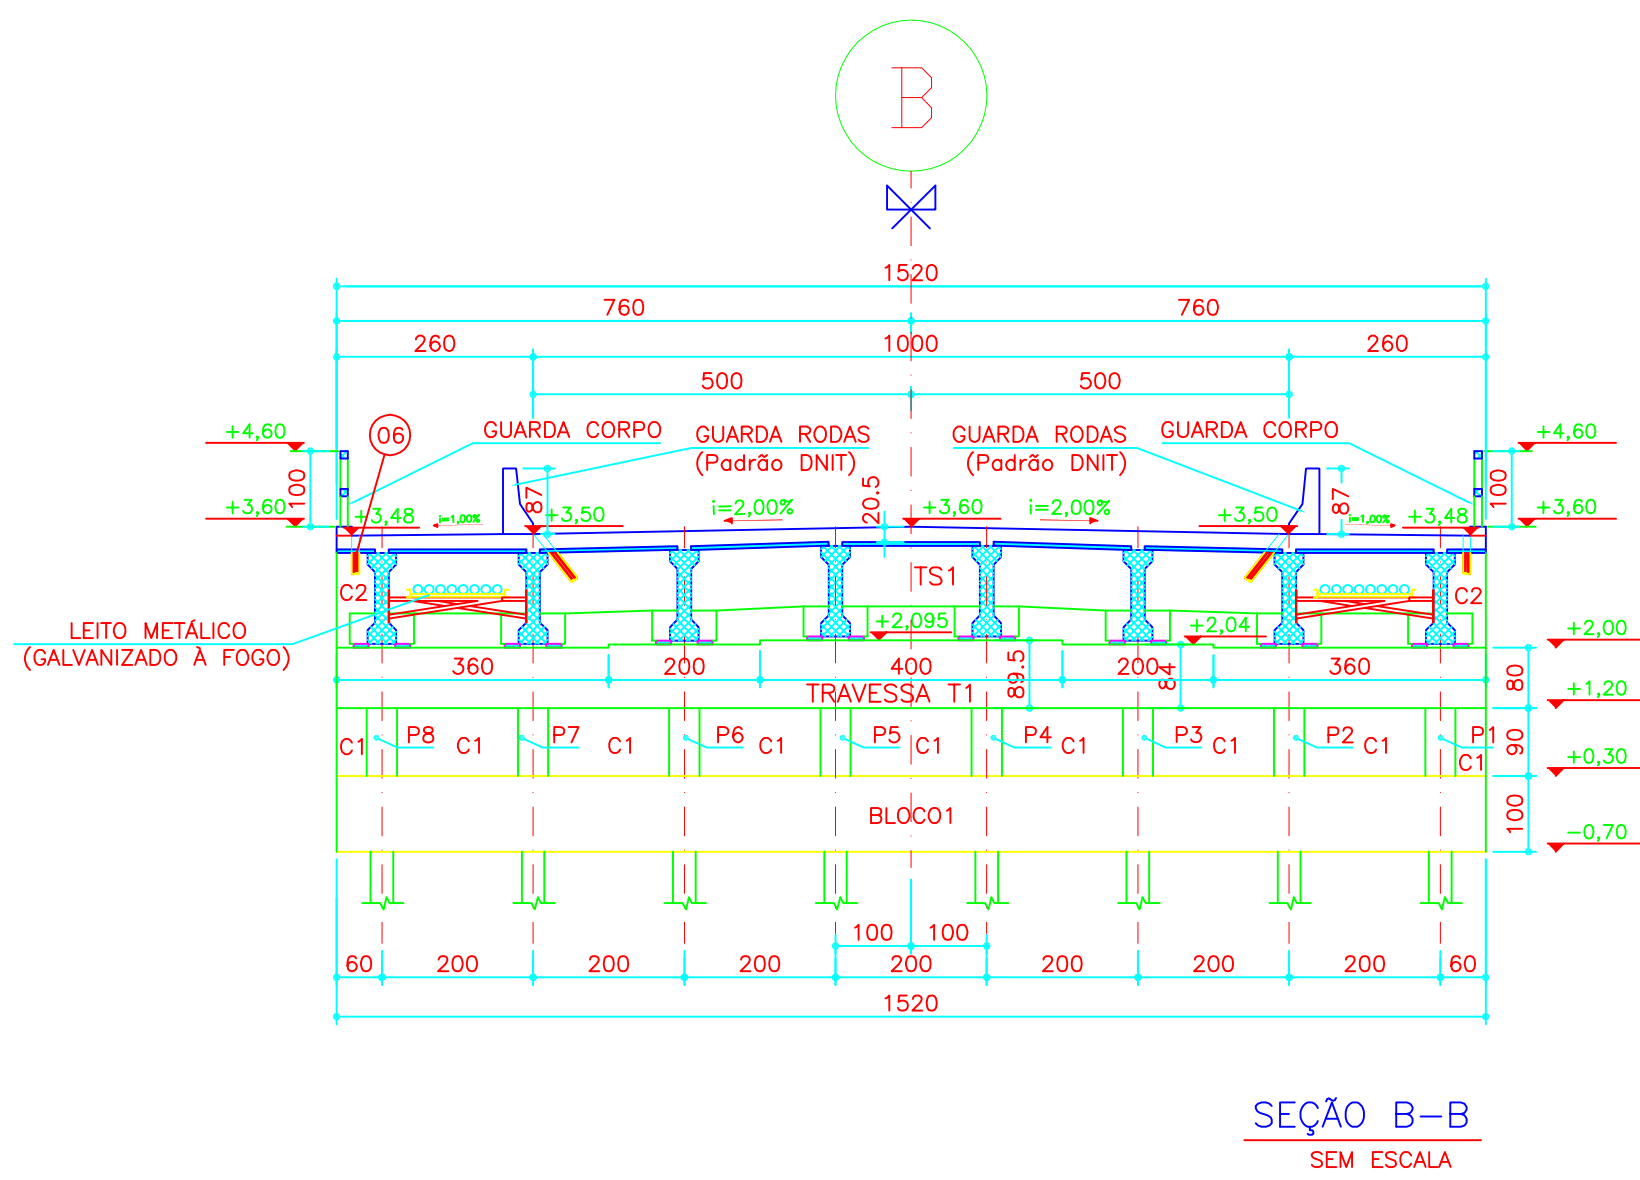 B
1520
760 760
260 1000 260
500 500
+4,60 06 GUARDA CORPO GUARDA RODAS GUARDA RODAS GUARDA CORPO +4,60
(Padrão DNIT) (Padrão DNIT)
100 87 20.5 87 100
+3,60 +3,48 i=1,00% +3,50 i=2,00% +3,60 i=2,00% +3,50 i=1,00% +3,48 +3,60
C2 TS1 C2
LEITO METÁLICO +2,095 +2,04 +2,00
(GALVANIZADO À FOGO)
360 200 400 89.5 200 84 360 80
TRAVESSA T1 +1,20
P8 P7 P6 P5 P4 P3 P2 P1
C1 C1 C1 C1 C1 C1 C1 C1 C1 90
+0,30
BLOCO1 100
-0,70
100 100
60 200 200 200 200 200 200 200 60
1520
SEÇÃO B-B
SEM ESCALA